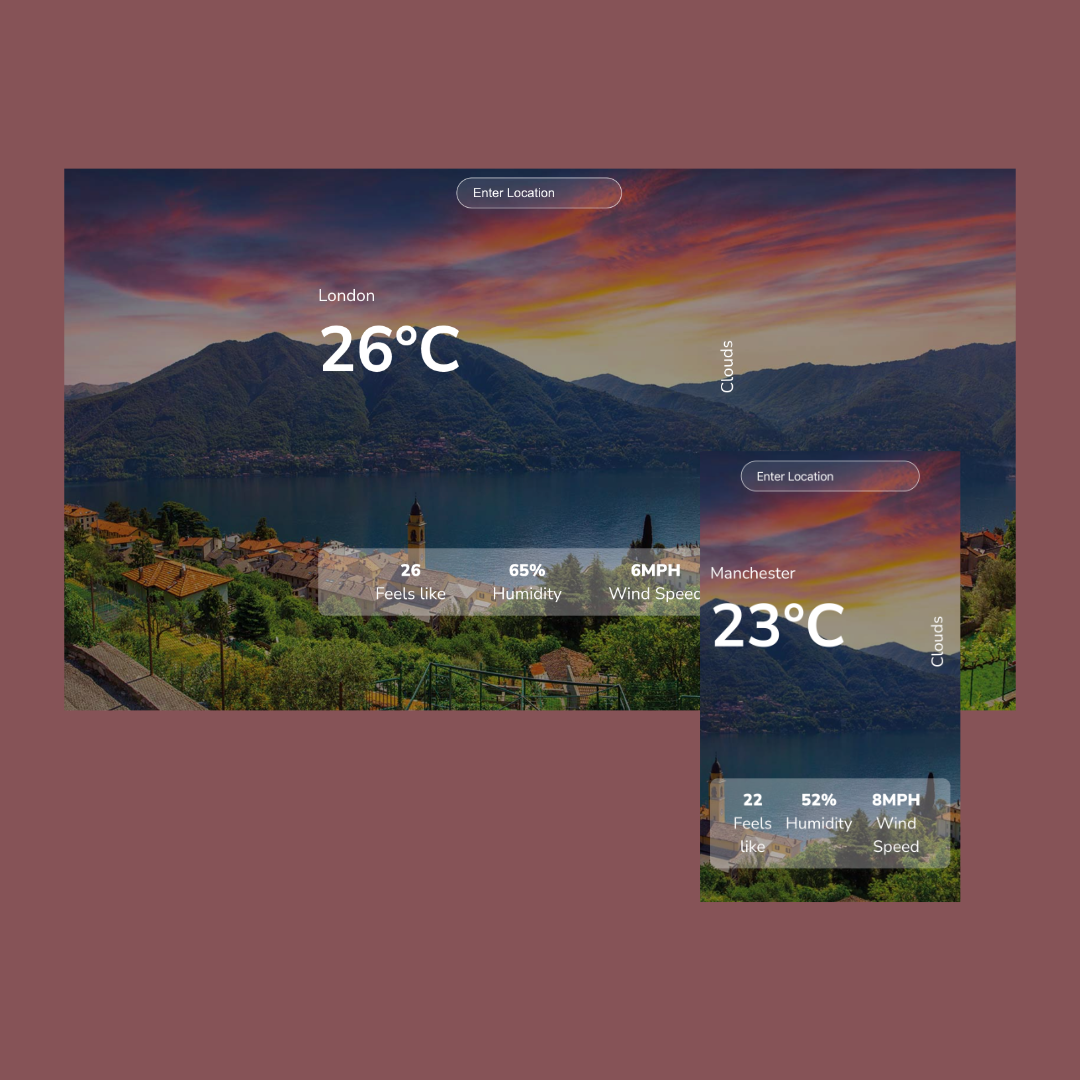 Enter Location
London
26°C
Clouds
26 65% 6MPH
Feels like Humidity Wind Speed
Enter Location
Manchester
23°C
Clouds
22 52% 8MPH
Feels Humidity Wind
like Speed